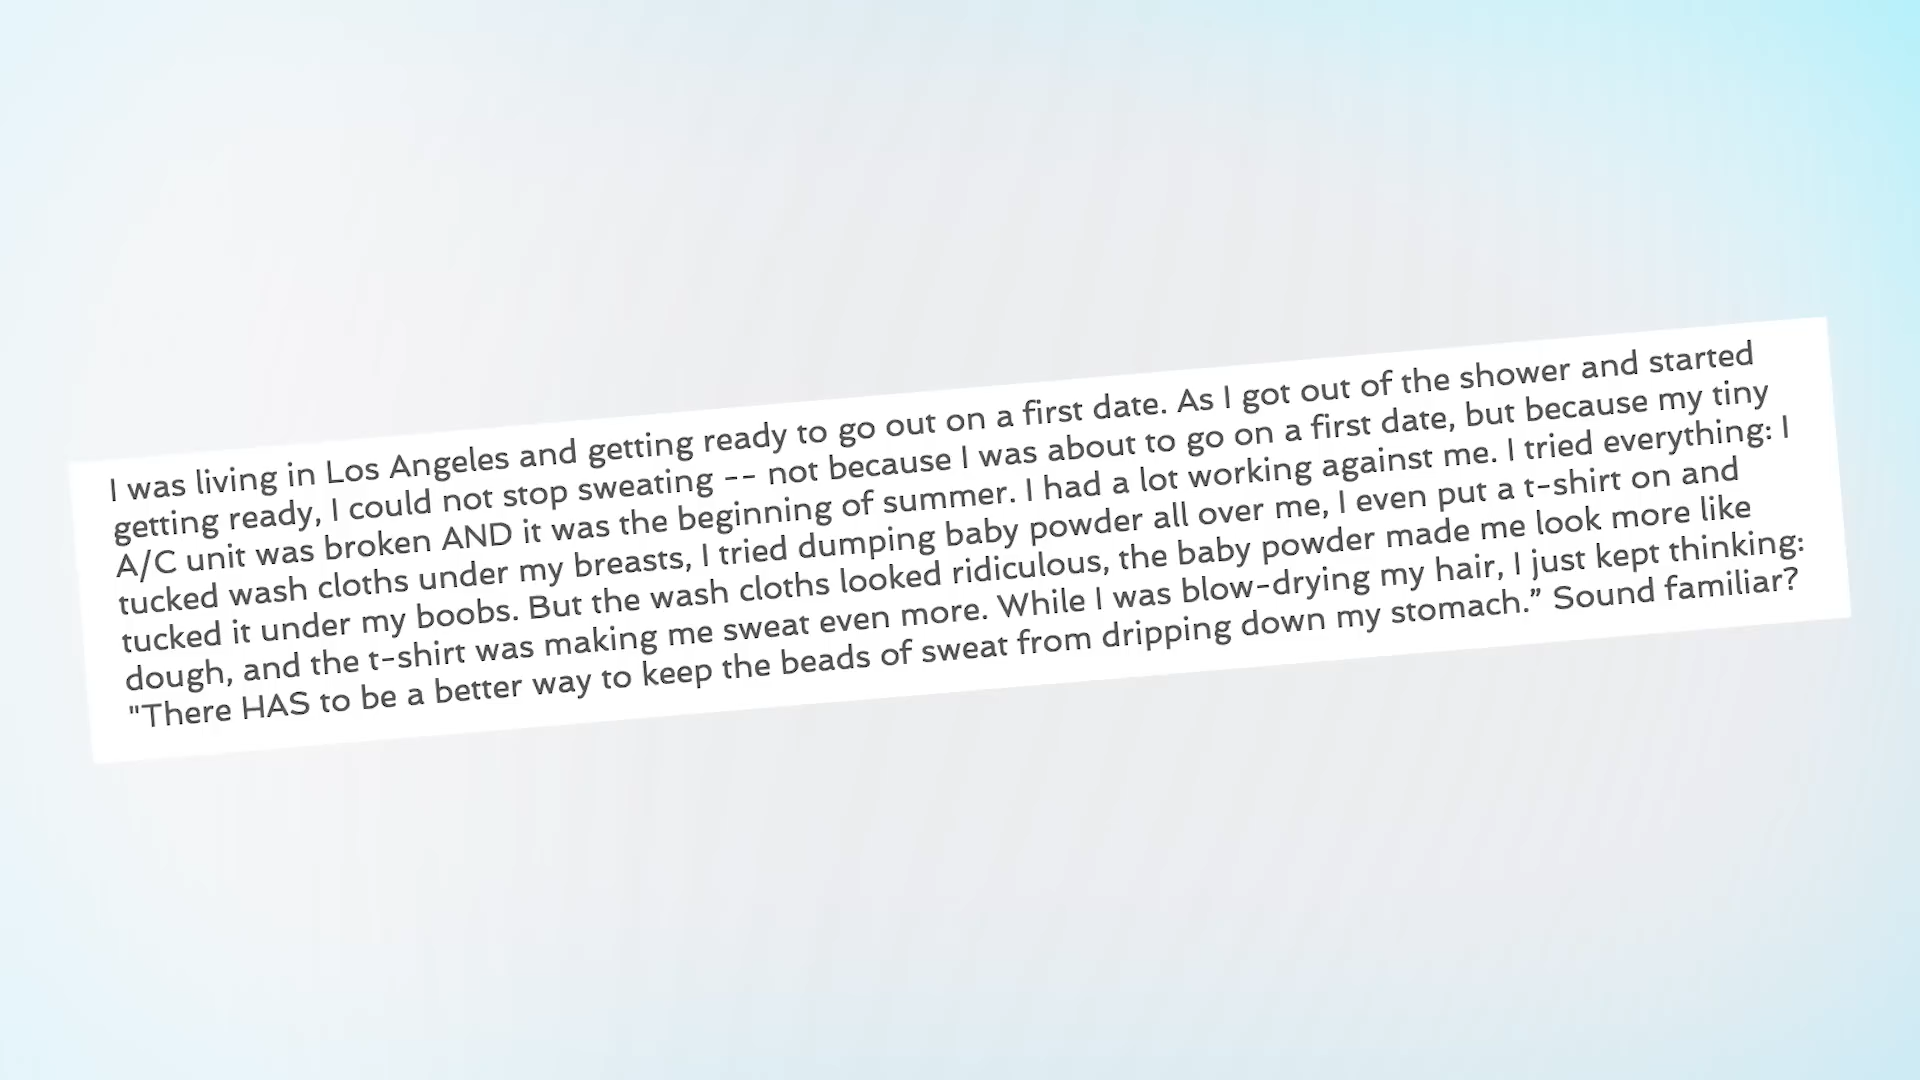 I was living in Los Angeles and getting ready to go out on a first date. As I got out of the shower and started
getting ready, I could not stop sweating -- not because I was about to go on a first date, but because my tiny
A/C unit was broken AND it was the beginning of summer. I had a lot working against me. I tried everything: I
tucked wash cloths under my breasts, I tried dumping baby powder all over me, I even put a t-shirt on and
tucked it under my boobs. But the wash cloths looked ridiculous, the baby powder made me look more like
dough, and the t-shirt was making me sweat even more. While I was blow-drying my hair, I just kept thinking:
"There HAS to be a better way to keep the beads of sweat from dripping down my stomach.” Sound familiar?